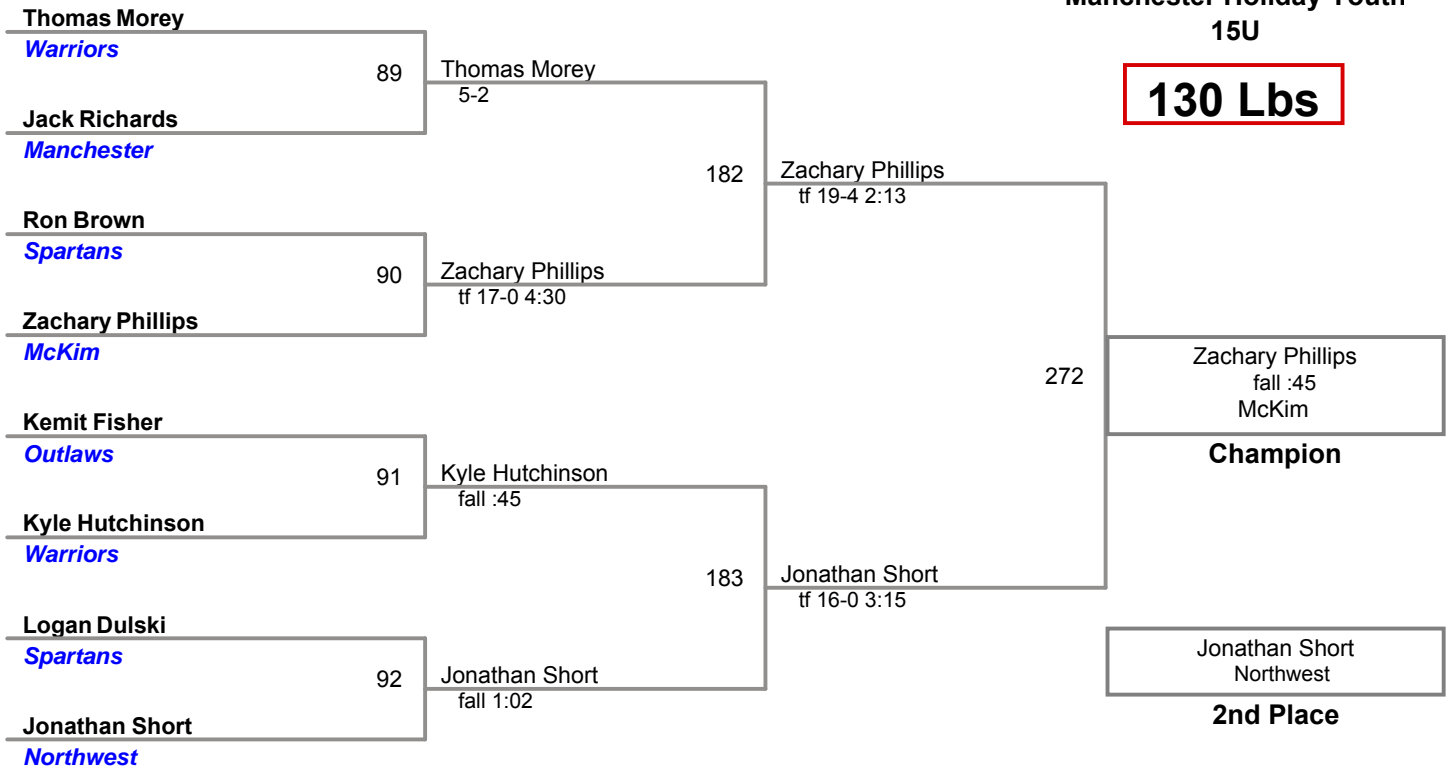 Manchester Holiday Youth
15U
130 Lbs
Thomas Morey
Warriors
89
Thomas Morey
5-2
Jack Richards
Manchester
182
Zachary Phillips
tf 19-4 2:13
Ron Brown
Spartans
90
Zachary Phillips
tf 17-0 4:30
Zachary Phillips
McKim
272
Zachary Phillips
fall :45
McKim
Champion
Kemit Fisher
Outlaws
91
Kyle Hutchinson
fall :45
Kyle Hutchinson
Warriors
183
Jonathan Short
tf 16-0 3:15
Logan Dulski
Spartans
92
Jonathan Short
fall 1:02
Jonathan Short
Northwest
Jonathan Short
Northwest
2nd Place